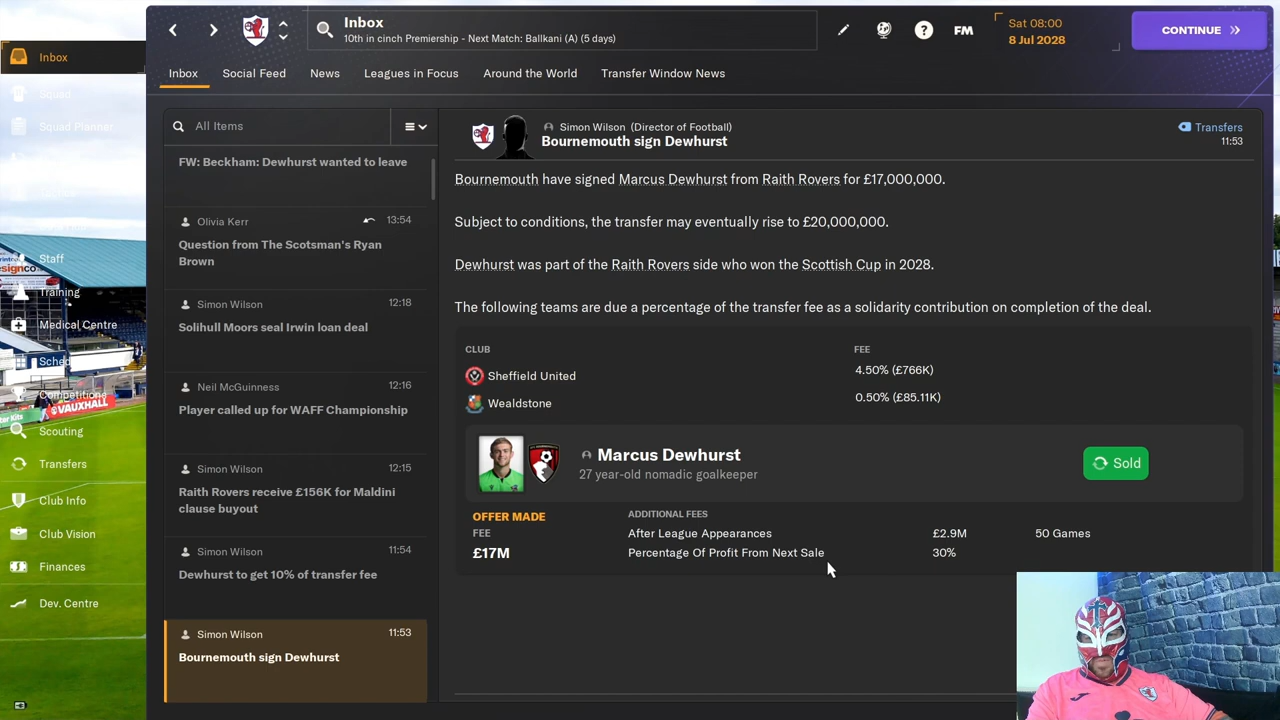 Inbox
10th in cinch Premiership - Next Match: Ballkani (A) (5 days)
FM
Sat 08:00
8 Jul 2028
CONTINUE
Inbox
Squad
Squad Planner
Staff
Training
Medical Centre
Sched
Competitions
VAUXHALL
Scouting
Transfers
Club Info
Club Vision
Finances
Dev. Centre
Inbox
Social Feed
News
Leagues in Focus
Around the World
Transfer Window News
All Items
FW: Beckham: Dewhurst wanted to leave
Olivia Kerr
13:54
Question from The Scotsman's Ryan
Brown
Simon Wilson
12:18
Solihull Moors seal Irwin loan deal
Neil McGuinness
12:16
Player called up for WAFF Championship
Simon Wilson
12:15
Raith Rovers receive £156K for Maldini
clause buyout
Simon Wilson
11:54
Dewhurst to get 10% of transfer fee
Simon Wilson
11:53
Bournemouth sign Dewhurst
Simon Wilson (Director of Football)
Bournemouth sign Dewhurst
Transfers
11:53
Bournemouth have signed Marcus Dewhurst from Raith Rovers for £17,000,000.
Subject to conditions, the transfer may eventually rise to £20,000,000.
Dewhurst was part of the Raith Rovers side who won the Scottish Cup in 2028.
The following teams are due a percentage of the transfer fee as a solidarity contribution on completion of the deal.
CLUB
FEE
Sheffield United
4.50% (£766K)
Wealdstone
0.50% (£85.11K)
Marcus Dewhurst
27 year-old nomadic goalkeeper
Sold
OFFER MADE
FEE
£17M
ADDITIONAL FEES
After League Appearances
£2.9M
50 Games
Percentage Of Profit From Next Sale
30%